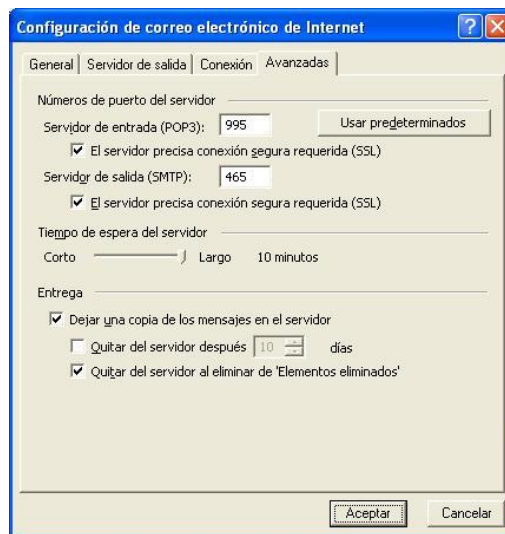 Configuración de correo electrónico de Internet
General Servidor de salida Conexión Avanzadas
Números de puerto del servidor
Servidor de entrada (POP3): 995 Usar predeterminados
El servidor precisa conexión segura requerida (SSL)
Servidor de salida (SMTP): 465
El servidor precisa conexión segura requerida (SSL)
Tiempo de espera del servidor
Corto Largo 10 minutos
Entrega
Dejar una copia de los mensajes en el servidor
Quitar del servidor después 10 días
Quitar del servidor al eliminar de 'Elementos eliminados'
Aceptar Cancelar